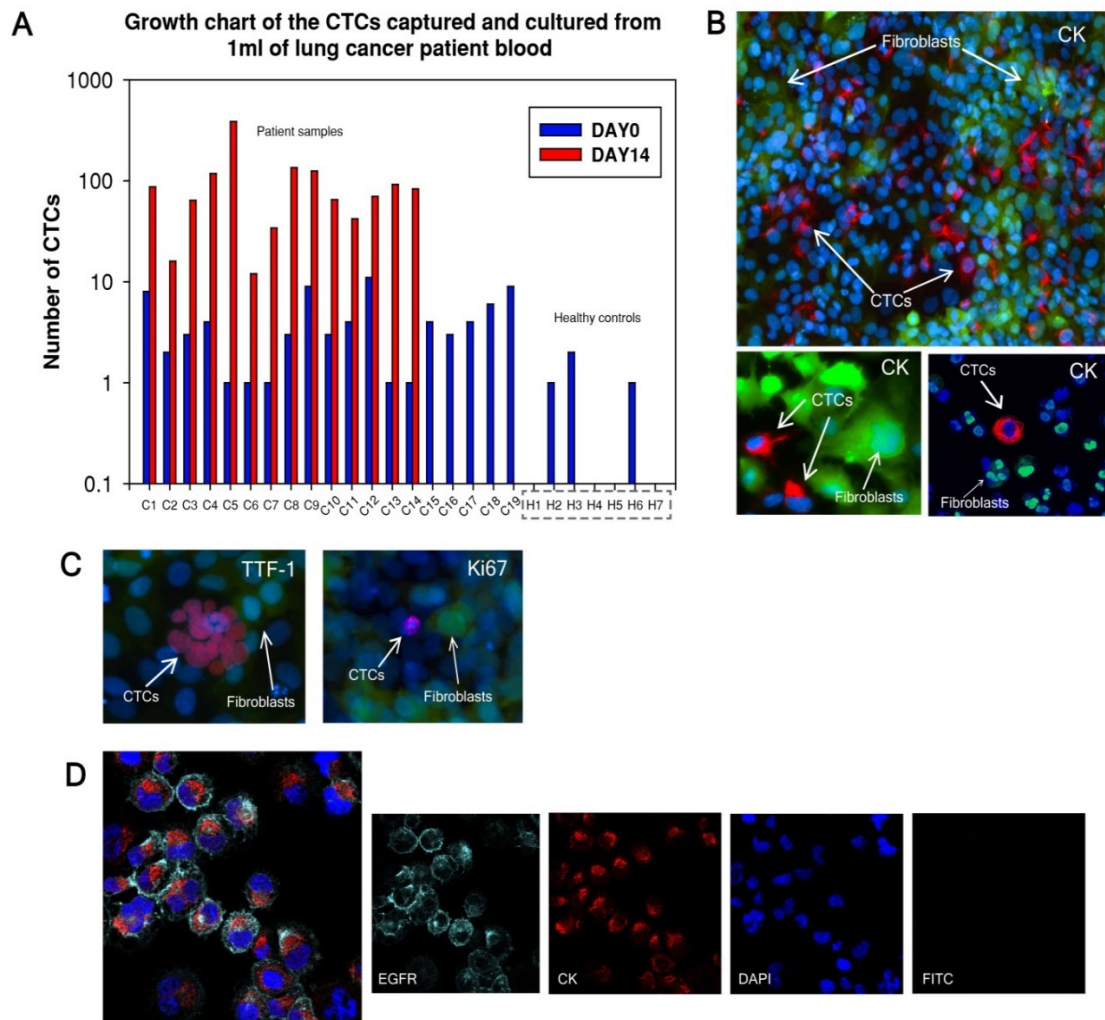 A
Growth chart of the CTCs captured and cultured from
1ml of lung cancer patient blood
Number of CTCs
1000
100
10
1
0.1
Patient samples
DAY0
DAY14
Healthy controls
C1 C2 C3 C4 C5 C6 C7 C8 C9 C10 C11 C12 C13 C14 C15 C16 C17 C18 C19 H1 H2 H3 H4 H5 H6 H7
B
Fibroblasts
CK
CTCs
CK
CTCs
Fibroblasts
CK
CTCs
Fibroblasts
C
TTF-1
CTCs
Fibroblasts
Ki67
CTCs
Fibroblasts
D
EGFR
CK
DAPI
FITC